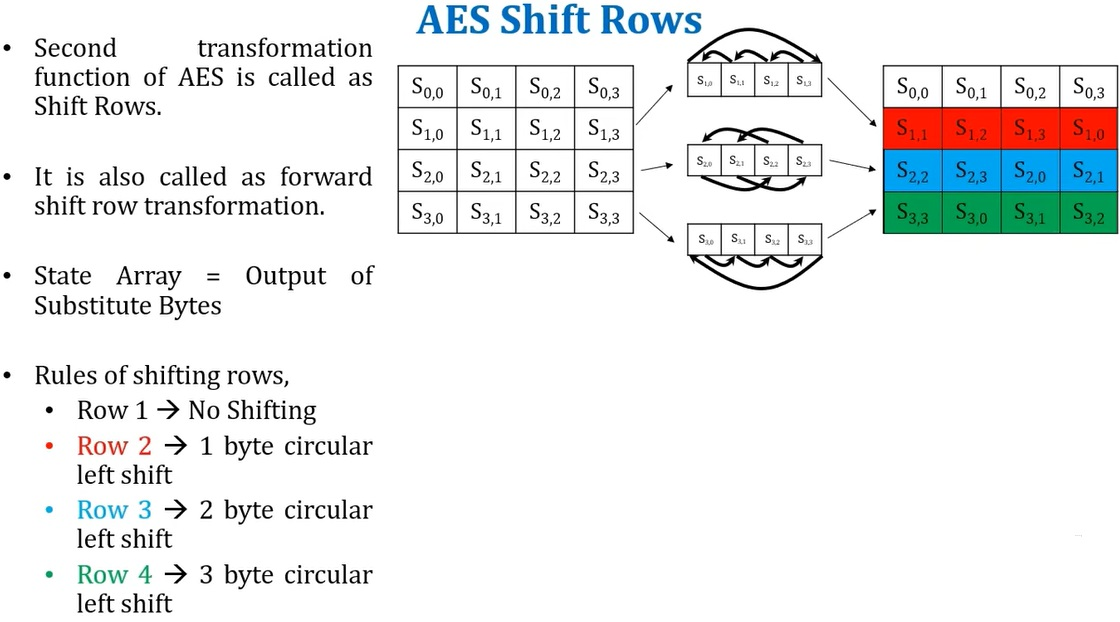 AES Shift Rows
• Second transformation
function of AES is called as
Shift Rows.
• It is also called as forward
shift row transformation.
• State Array = Output of
Substitute Bytes
• Rules of shifting rows,
• Row 1 → No Shifting
• Row 2 → 1 byte circular
left shift
• Row 3 → 2 byte circular
left shift
• Row 4 → 3 byte circular
left shift
S0,0 S0,1 S0,2 S0,3
S1,0 S1,1 S1,2 S1,3
S2,0 S2,1 S2,2 S2,3
S3,0 S3,1 S3,2 S3,3
S1,0 S1,1 S1,2 S1,3
S2,0 S2,1 S2,2 S2,3
S3,0 S3,1 S3,2 S3,3
S0,0 S0,1 S0,2 S0,3
S1,1 S1,2 S1,3 S1,0
S2,2 S2,3 S2,0 S2,1
S3,3 S3,0 S3,1 S3,2